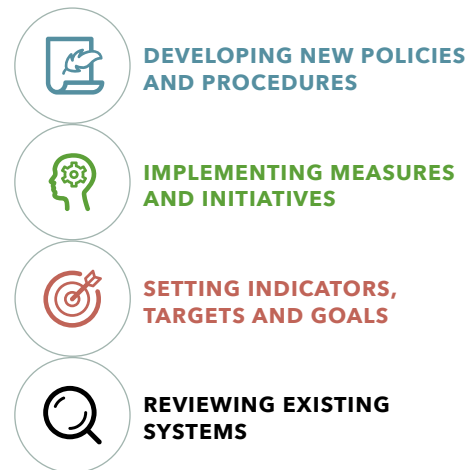 DEVELOPING NEW POLICIES
AND PROCEDURES
IMPLEMENTING MEASURES
AND INITIATIVES
SETTING INDICATORS,
TARGETS AND GOALS
REVIEWING EXISTING
SYSTEMS